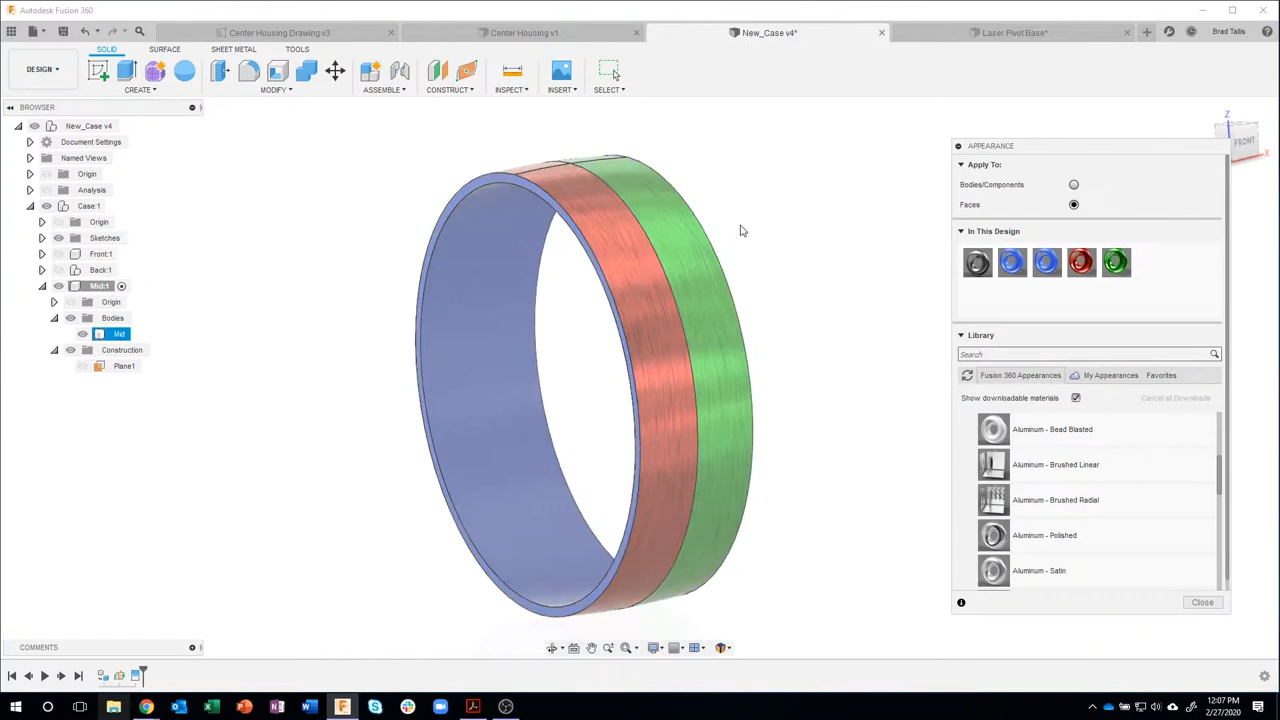 Autodesk Fusion 360
Center Housing Drawing v3
Center Housing v1
New_Case v4*
Laser Pivot Base*
Brad Tallis
DESIGN
SOLID
SURFACE
SHEET METAL
TOOLS
CREATE
MODIFY
ASSEMBLE
CONSTRUCT
INSPECT
INSERT
SELECT
BROWSER
New_Case v4
Document Settings
Named Views
Origin
Analysis
Case:1
Origin
Sketches
Front:1
Back:1
Mid:1
Origin
Bodies
Mid
Construction
Plane1
Z
FRONT
X
APPEARANCE
Apply To:
Bodies/Components
Faces
In This Design
Library
Search
Fusion 360 Appearances
My Appearances
Favorites
Show downloadable materials
Cancel all Downloads
Aluminum - Bead Blasted
Aluminum - Brushed Linear
Aluminum - Brushed Radial
Aluminum - Polished
Aluminum - Satin
Close
COMMENTS
12:07 PM
2/27/2020